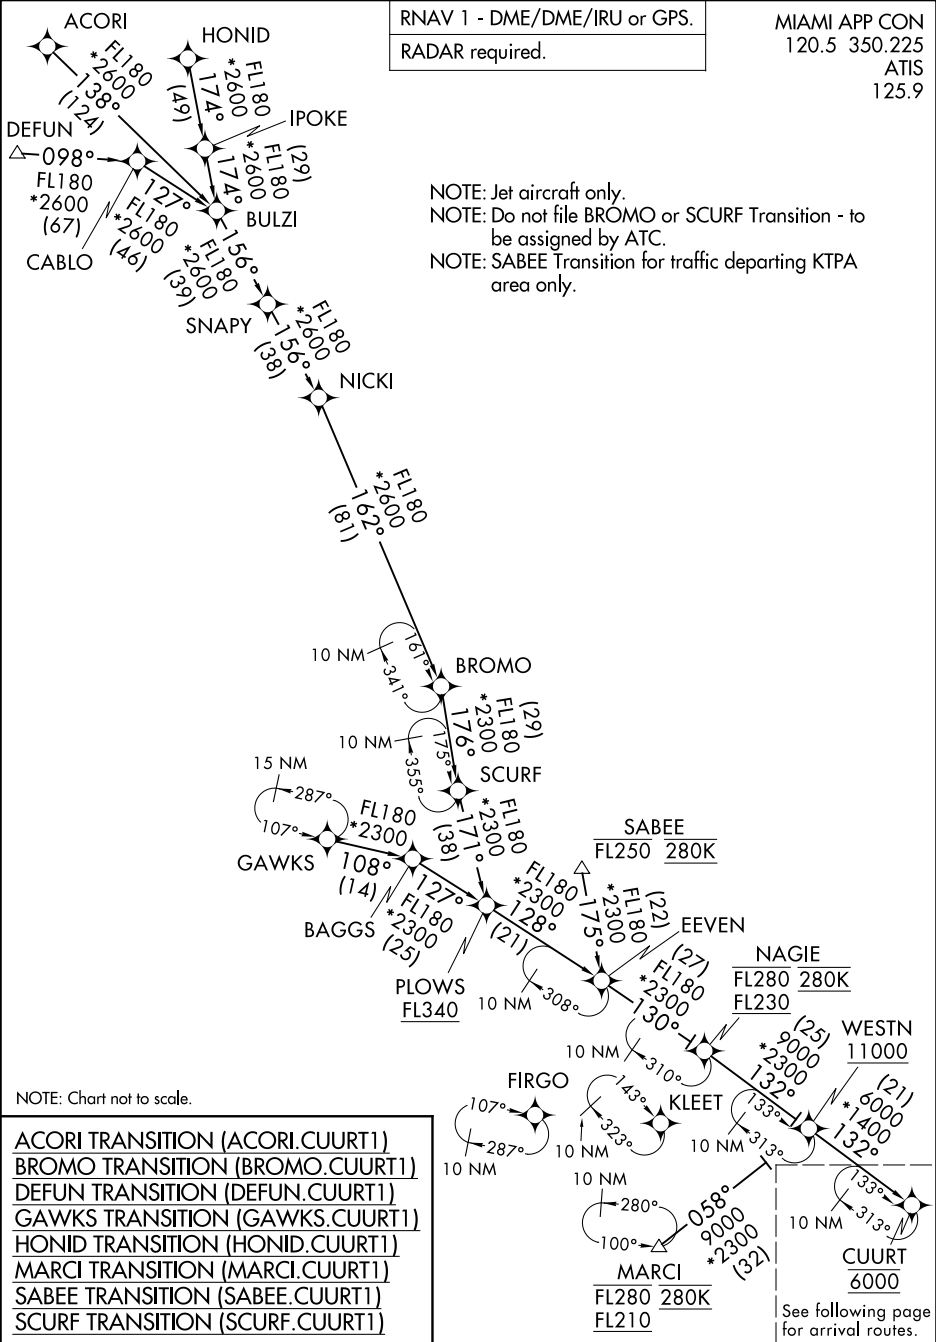 RNAV 1 - DME/DME/IRU or GPS.
RADAR required.
MIAMI APP CON
120.5 350.225
ATIS
125.9
NOTE: Jet aircraft only.
NOTE: Do not file BROMO or SCURF Transition - to
be assigned by ATC.
NOTE: SABEE Transition for traffic departing KTPA
area only.
ACORI
FL180
*2600
138°
(124)
HONID
FL180
*2600
174°
(49)
IPOKE
(29)
FL180
*2600
174°
DEFUN
098°
FL180
*2600
(67)
CABLO
127°
FL180
*2600
(46)
BULZI
156°
FL180
*2600
(39)
SNAPY
FL180
*2600
156°
(38)
NICKI
FL180
*2600
162°
(81)
10 NM
161°
341°
BROMO
(29)
FL180
*2300
176°
10 NM
175°
355°
SCURF
FL180
*2300
171°
(38)
15 NM
287°
107°
GAWKS
FL180
*2300
108°
(14)
BAGGS
127°
FL180
*2300
(25)
PLOWS
FL340
FL180
*2300
128°
(21)
SABEE
FL250 280K
(22)
FL180
*2300
175°
EEVEN
10 NM
308°
(27)
FL180
*2300
130°
NAGIE
FL280 280K
FL230
10 NM
310°
(25)
9000
*2300
132°
WESTN
11000
10 NM
133°
313°
(21)
6000
*1400
132°
FIRGO
107°
287°
10 NM
KLEET
143°
323°
10 NM
10 NM
280°
100°
MARCI
FL280 280K
FL210
058°
9000
*2300
(32)
10 NM
133°
313°
CUURT
6000
See following page
for arrival routes.
NOTE: Chart not to scale.
ACORI TRANSITION (ACORI.CUURT1)
BROMO TRANSITION (BROMO.CUURT1)
DEFUN TRANSITION (DEFUN.CUURT1)
GAWKS TRANSITION (GAWKS.CUURT1)
HONID TRANSITION (HONID.CUURT1)
MARCI TRANSITION (MARCI.CUURT1)
SABEE TRANSITION (SABEE.CUURT1)
SCURF TRANSITION (SCURF.CUURT1)